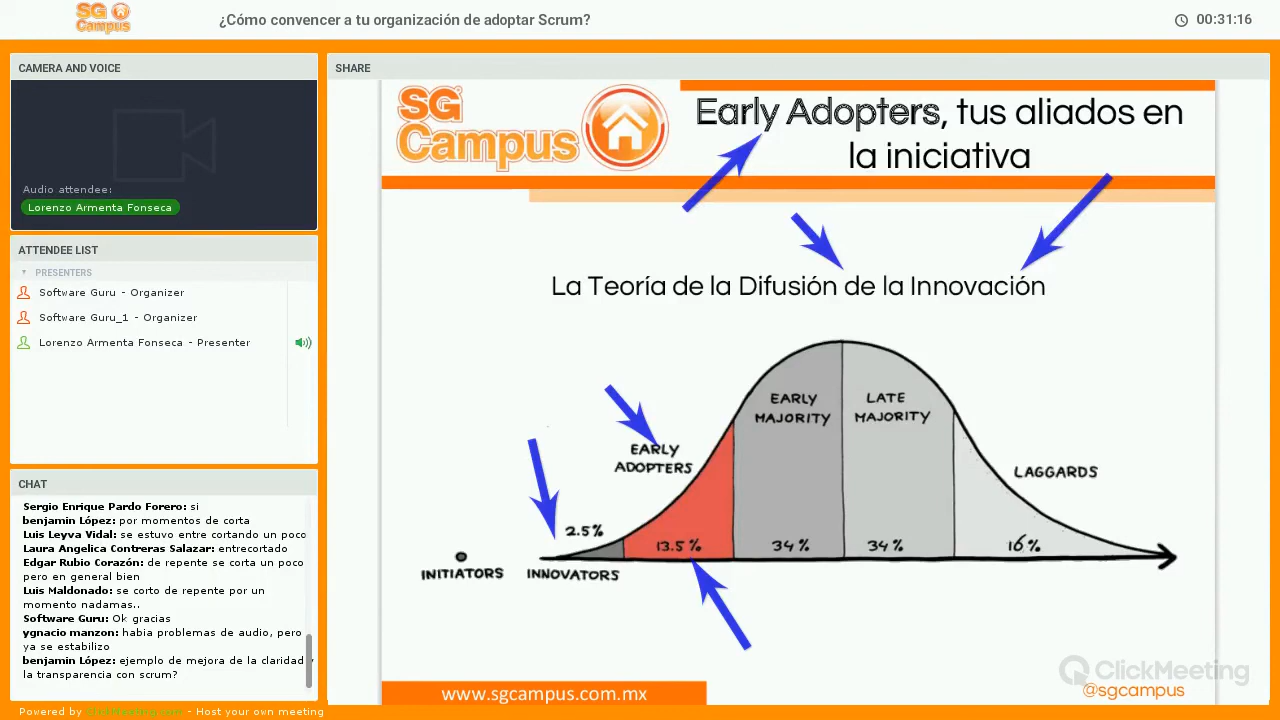 SG Campus
¿Cómo convencer a tu organización de adoptar Scrum?
00:31:16
CAMERA AND VOICE
Audio attendee:
Lorenzo Armenta Fonseca
ATTENDEE LIST
PRESENTERS
Software Guru - Organizer
Software Guru_1 - Organizer
Lorenzo Armenta Fonseca - Presenter
CHAT
Sergio Enrique Pardo Forero: si
benjamin López: por momentos de corta
Luis Leyva Vidal: se estuvo entre cortando un poco
Laura Angelica Contreras Salazar: entrecortado
Edgar Rubio Corazón: de repente se corta un poco
pero en general bien
Luis Maldonado: se corto de repente por un
momento nadamas..
Software Guru: Ok gracias
ygnacio manzon: habia problemas de audio, pero
ya se estabilizo
benjamin López: ejemplo de mejora de la claridad y
la transparencia con scrum?
Powered by - Host your own meeting
SHARE
SG
Campus
Early Adopters, tus aliados en
la iniciativa
La Teoría de la Difusión de la Innovación
EARLY
MAJORITY
LATE
MAJORITY
EARLY
ADOPTERS
LAGGARDS
2.5%
13.5%
34%
34%
16%
INITIATORS
INNOVATORS
ClickMeeting
@sgcampus
www.sgcampus.com.mx